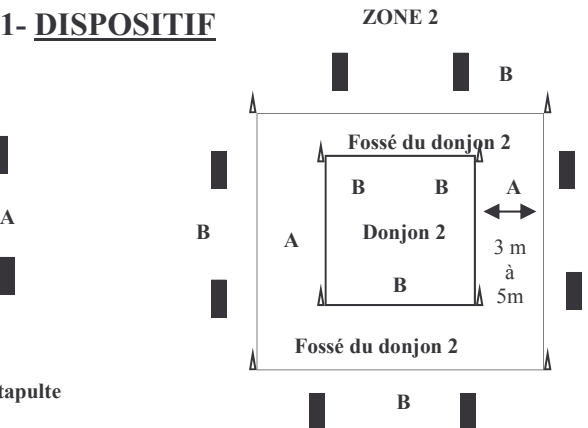 1- DISPOSITIF
ZONE 2
B
Fossé du donjon 2
B B A
A
B
A
Donjon 2
3 m
à
5m
B
Fossé du donjon 2
tapulte
B